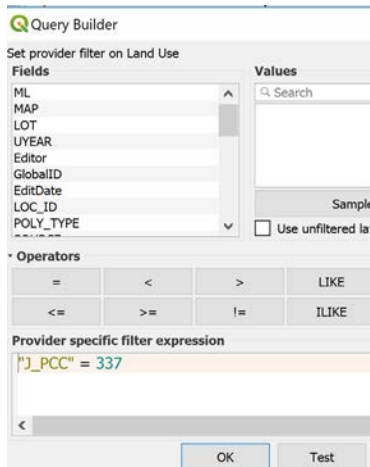 Query Builder
Set provider filter on Land Use
Fields
Values
ML
MAP
LOT
UYEAR
Editor
GlobalID
EditDate
LOC_ID
POLY_TYPE
Search
Sample
Use unfiltered la
Operators
= < > LIKE
<= >= != ILIKE
Provider specific filter expression
"J_PCC" = 337
OK Test